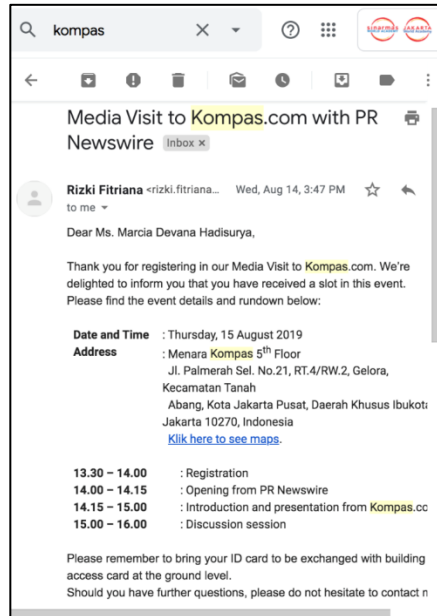 kompas
sinarmas JAKARTA
Media Visit to Kompas.com with PR
Newswire Inbox ×
Rizki Fitriana <rizki.fitriana... Wed, Aug 14, 3:47 PM
to me
Dear Ms. Marcia Devana Hadisurya,
Thank you for registering in our Media Visit to Kompas.com. We're
delighted to inform you that you have received a slot in this event.
Please find the event details and rundown below:
Date and Time : Thursday, 15 August 2019
Address : Menara Kompas 5th Floor
Jl. Palmerah Sel. No.21, RT.4/RW.2, Gelora,
Kecamatan Tanah
Abang, Kota Jakarta Pusat, Daerah Khusus Ibukota
Jakarta 10270, Indonesia
Klik here to see maps.
13.30 – 14.00 : Registration
14.00 – 14.15 : Opening from PR Newswire
14.15 – 15.00 : Introduction and presentation from Kompas.co
15.00 – 16.00 : Discussion session
Please remember to bring your ID card to be exchanged with building
access card at the ground level.
Should you have further questions, please do not hesitate to contact